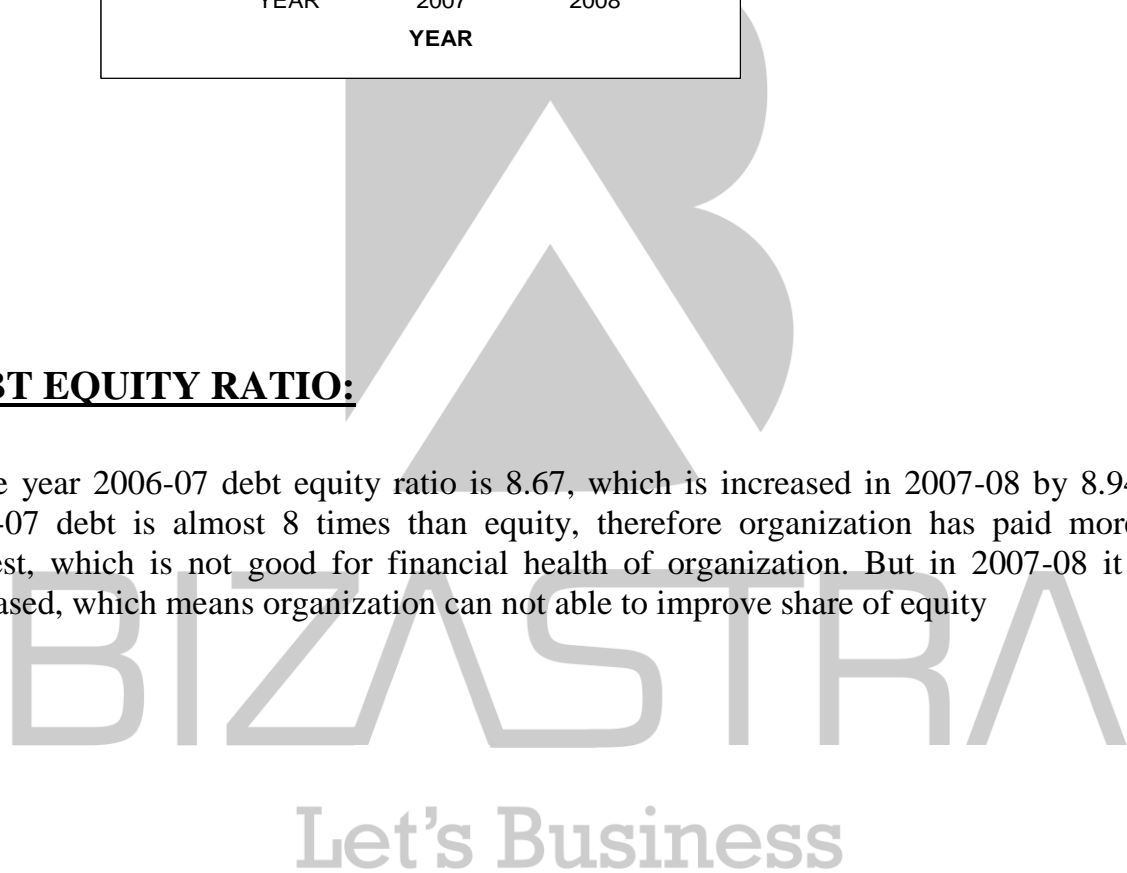 YEAR 2007 2008
YEAR
BT EQUITY RATIO:
e year 2006-07 debt equity ratio is 8.67, which is increased in 2007-08 by 8.94
-07 debt is almost 8 times than equity, therefore organization has paid more
est, which is not good for financial health of organization. But in 2007-08 it
eased, which means organization can not able to improve share of equity
BIZASTRA
Let's Business